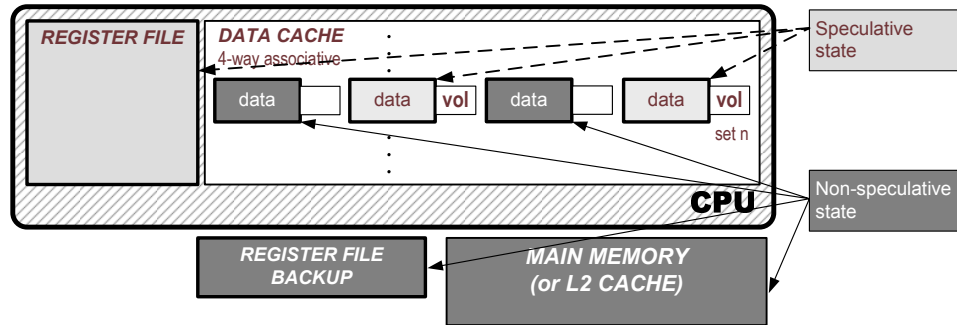 REGISTER FILE
DATA CACHE
4-way associative
data
data
vol
data
data
vol
set n
CPU
Speculative
state
Non-speculative
state
REGISTER FILE
BACKUP
MAIN MEMORY
(or L2 CACHE)